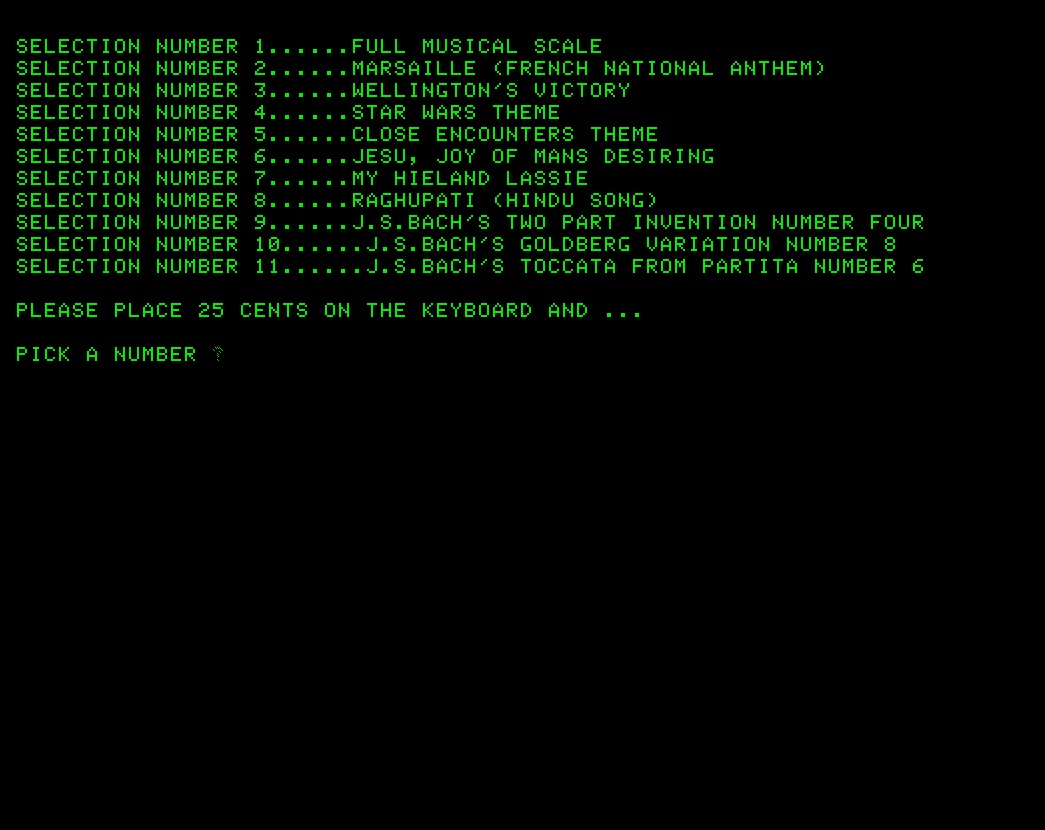 SELECTION NUMBER 1......FULL MUSICAL SCALE
SELECTION NUMBER 2......MARSAILLE (FRENCH NATIONAL ANTHEM)
SELECTION NUMBER 3......WELLINGTON'S VICTORY
SELECTION NUMBER 4......STAR WARS THEME
SELECTION NUMBER 5......CLOSE ENCOUNTERS THEME
SELECTION NUMBER 6......JESU, JOY OF MANS DESIRING
SELECTION NUMBER 7......MY HIELAND LASSIE
SELECTION NUMBER 8......RAGHUPATI (HINDU SONG)
SELECTION NUMBER 9......J.S.BACH'S TWO PART INVENTION NUMBER FOUR
SELECTION NUMBER 10......J.S.BACH'S GOLDBERG VARIATION NUMBER 8
SELECTION NUMBER 11......J.S.BACH'S TOCCATA FROM PARTITA NUMBER 6
PLEASE PLACE 25 CENTS ON THE KEYBOARD AND ...
PICK A NUMBER ?